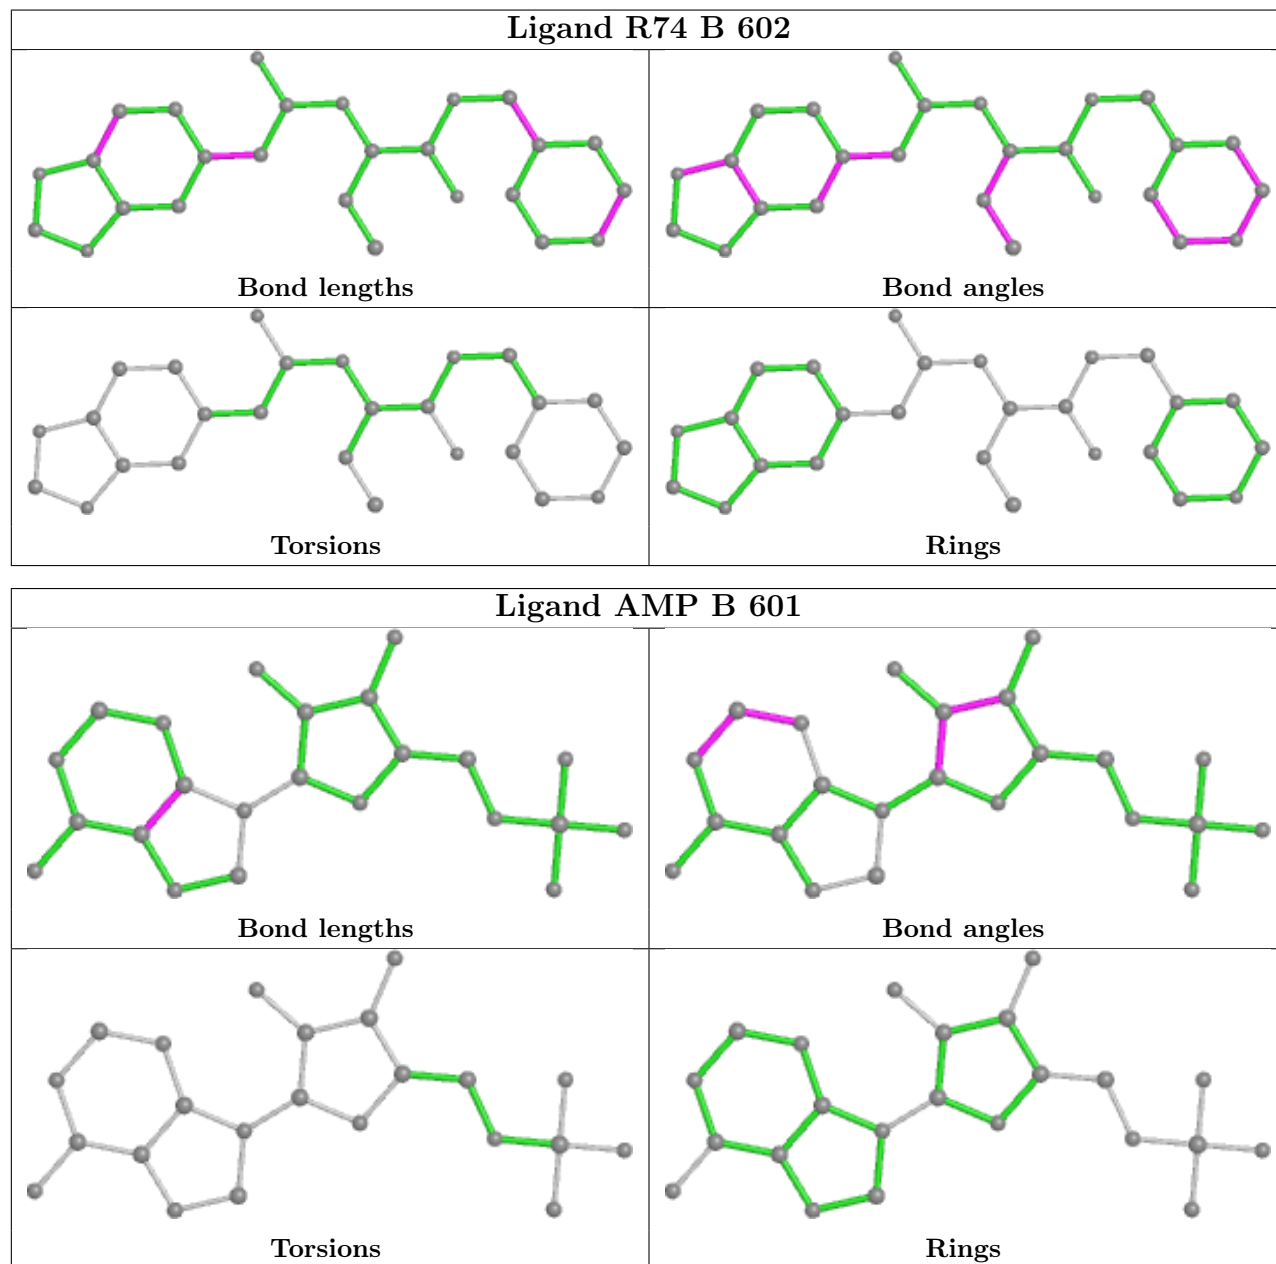 Ligand R74 B 602
Bond lengths
Bond angles
Torsions
Rings
Ligand AMP B 601
Bond lengths
Bond angles
Torsions
Rings